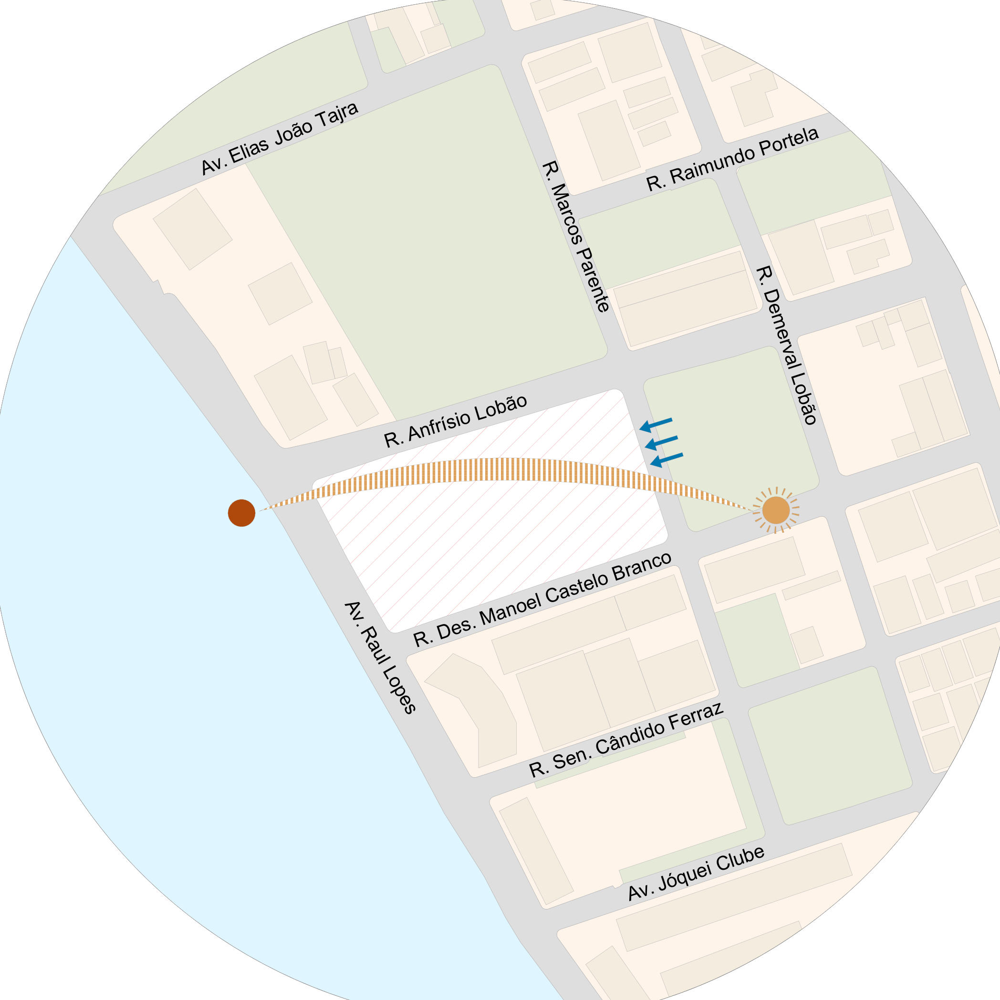 Av. Elias João Tajra
R. Raimundo Portela
R. Marcos Parente
R. Demerval Lobão
R. Anfrísio Lobão
R. Des. Manoel Castelo Branco
Av. Raul Lopes
R. Sen. Cândido Ferraz
Av. Jóquei Clube